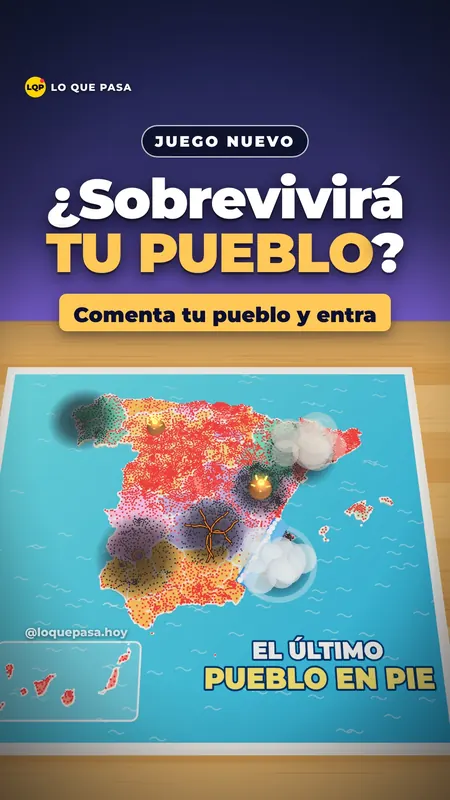 LQP LO QUE PASA
JUEGO NUEVO
¿Sobrevivirá
TU PUEBLO?
Comenta tu pueblo y entra
@loquepasa.hoy
EL ÚLTIMO
PUEBLO EN PIE